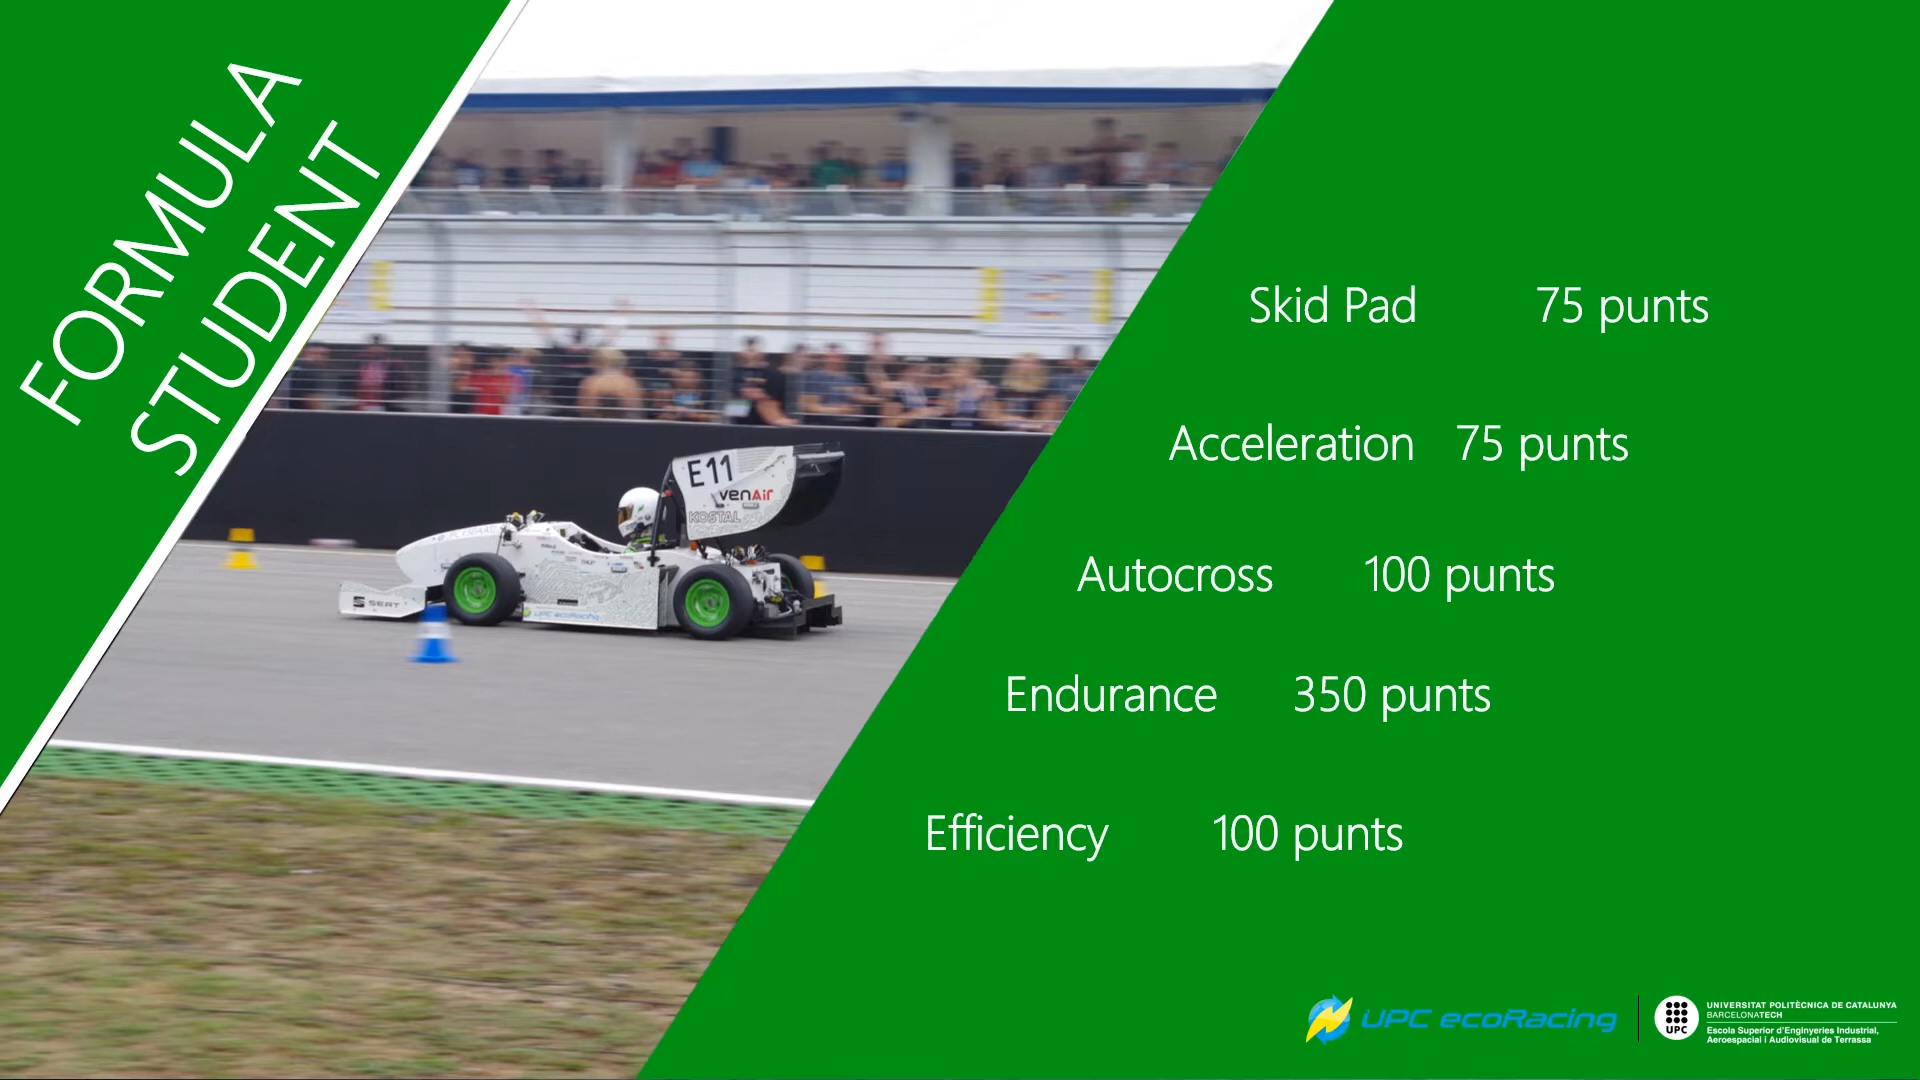 FORMULA
STUDENT
E11
venAir
KOSTAL
SEAT
UPC ecoRacing
Skid Pad 75 punts
Acceleration 75 punts
Autocross 100 punts
Endurance 350 punts
Efficiency 100 punts
UPC ecoRacing
UPC
UNIVERSITAT POLITÈCNICA DE CATALUNYA
BARCELONATECH
Escola Superior d'Enginyeries Industrial,
Aeroespacial i Audiovisual de Terrassa